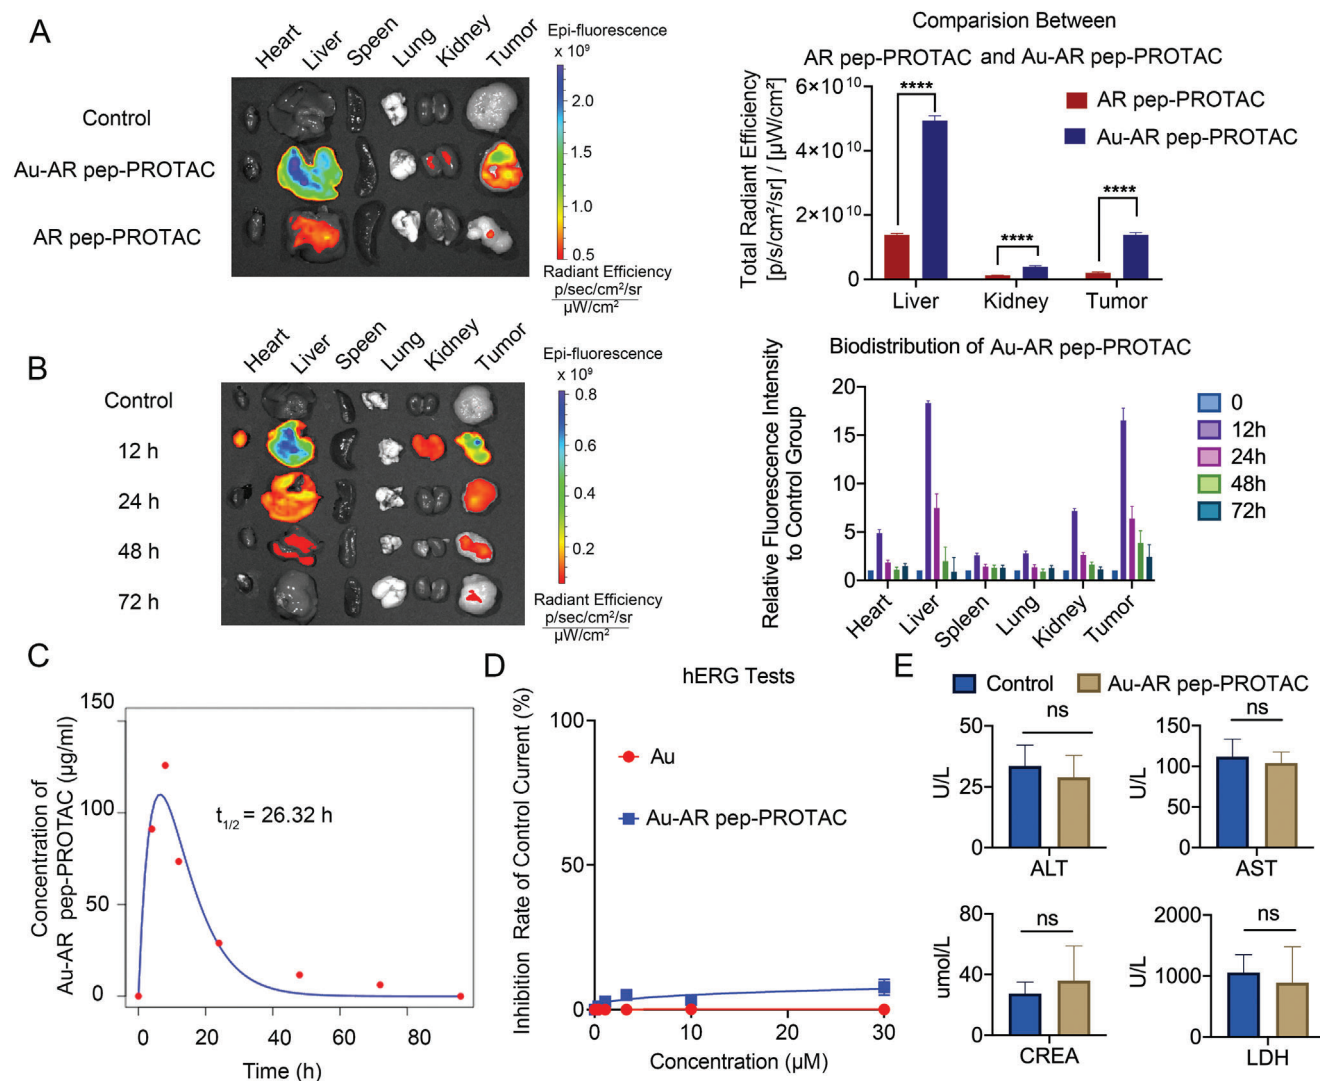 A
Heart
Liver
Speen
Lung
Kidney
Tumor
Epi-fluorescence
x 10⁹
2.0
1.5
1.0
0.5
Radiant Efficiency
p/sec/cm²/sr
µW/cm²
Control
Au-AR pep-PROTAC
AR pep-PROTAC
Comparision Between
AR pep-PROTAC and Au-AR pep-PROTAC
Total Radiant Efficiency
[p/s/cm²/sr] / [µW/cm²]
6×10¹⁰
4×10¹⁰
2×10¹⁰
0
****
****
****
AR pep-PROTAC
Au-AR pep-PROTAC
Liver
Kidney
Tumor
B
Heart
Liver
Speen
Lung
Kidney
Tumor
Epi-fluorescence
x 10⁹
0.8
0.6
0.4
0.2
Radiant Efficiency
p/sec/cm²/sr
µW/cm²
Control
12 h
24 h
48 h
72 h
Biodistribution of Au-AR pep-PROTAC
Relative Fluorescence Intensity
to Control Group
20
15
10
5
0
Heart
Liver
Spleen
Lung
Kidney
Tumor
0
12h
24h
48h
72h
C
Concentration of
Au-AR pep-PROTAC (µg/ml)
150
100
50
0
t1/2 = 26.32 h
0
20
40
60
80
Time (h)
D
hERG Tests
Inhibition Rate of Control Current (%)
100
50
0
Au
Au-AR pep-PROTAC
0
10
20
30
Concentration (µM)
E
Control
Au-AR pep-PROTAC
U/L
50
25
0
ns
ALT
U/L
150
100
50
0
ns
AST
umol/L
80
40
0
ns
CREA
U/L
2000
1000
0
ns
LDH